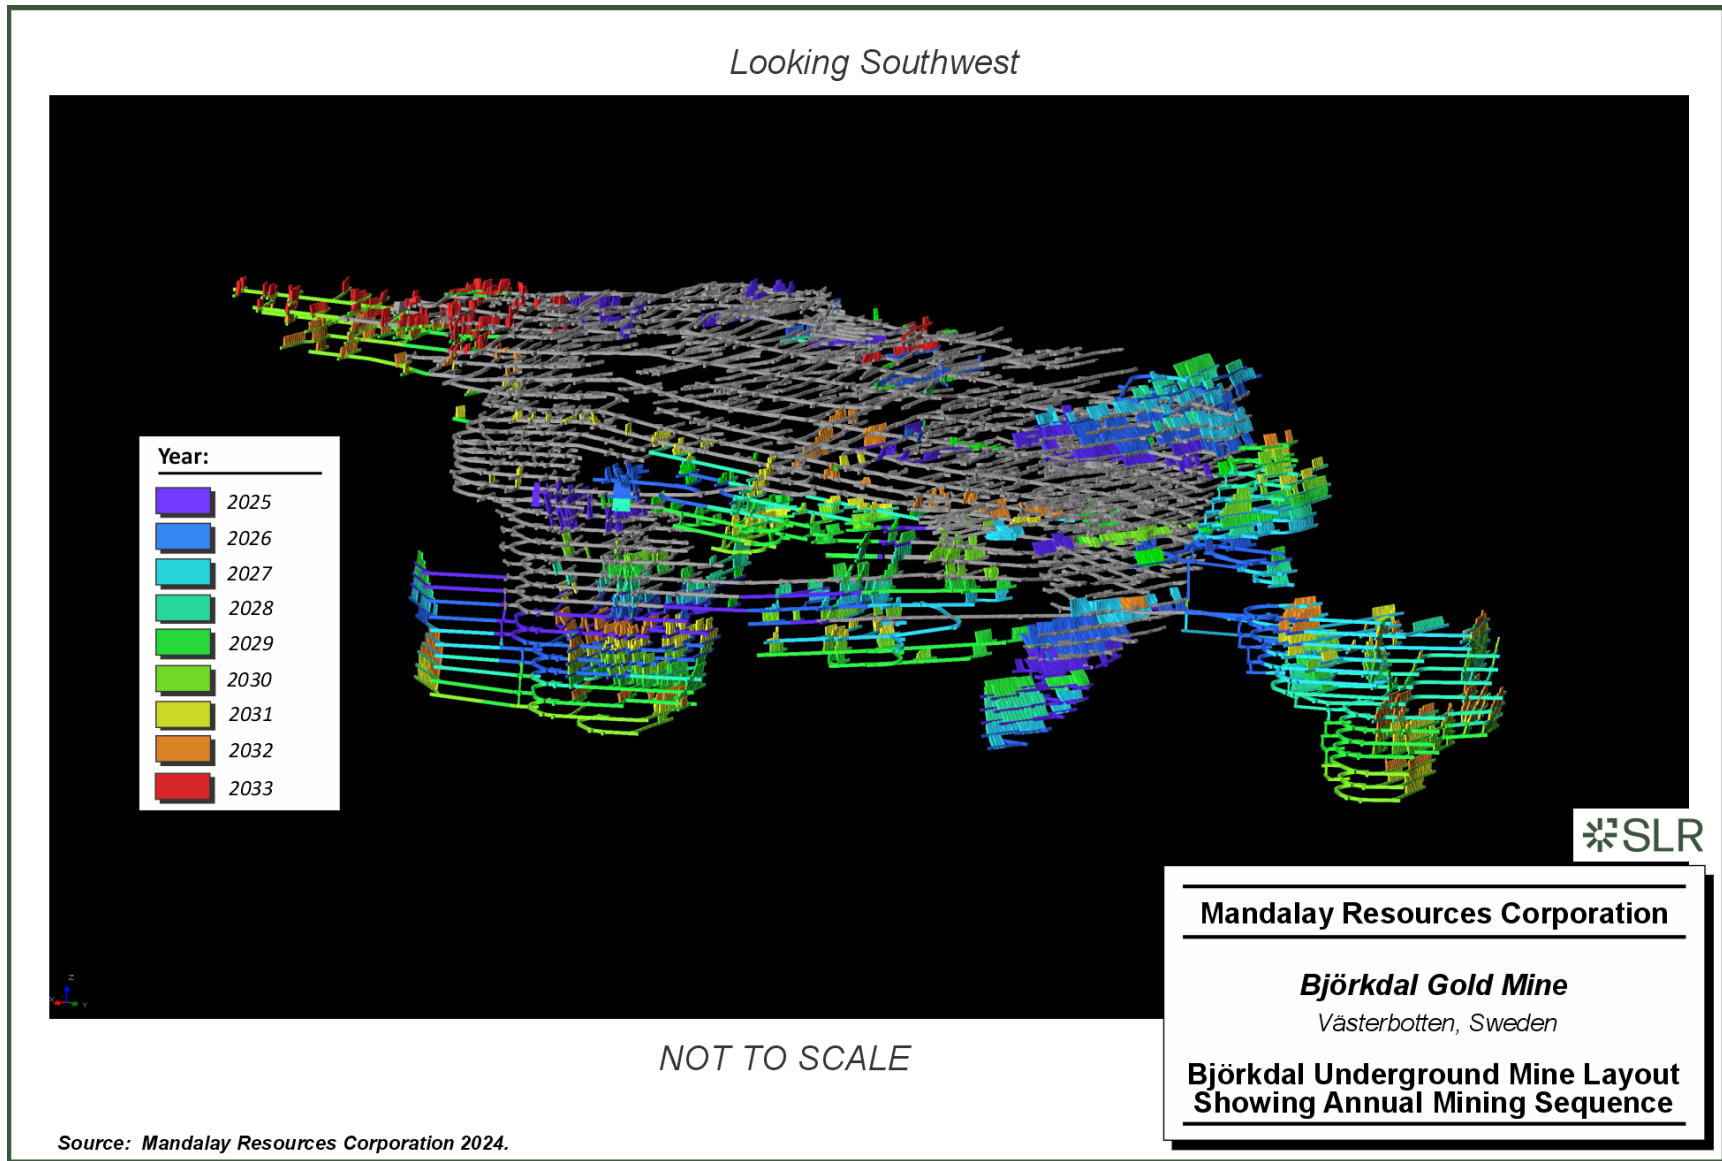 Looking Southwest
Year:
2025
2026
2027
2028
2029
2030
2031
2032
2033
Z
X
Y
SLR
Mandalay Resources Corporation
Björkdal Gold Mine
Västerbotten, Sweden
Björkdal Underground Mine Layout
Showing Annual Mining Sequence
NOT TO SCALE
Source: Mandalay Resources Corporation 2024.